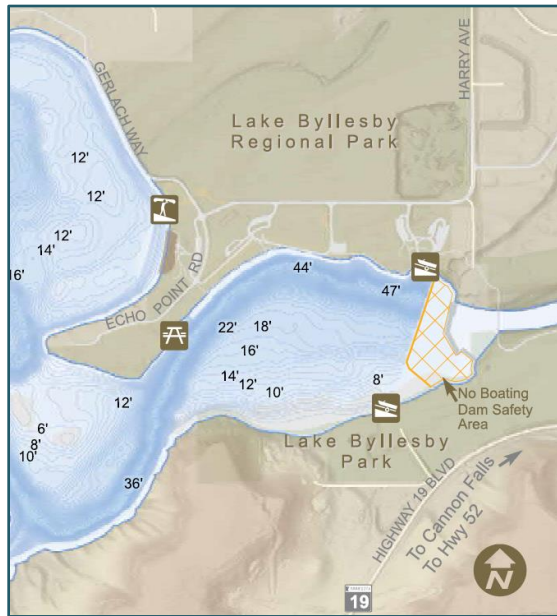 GERLACH WAY
HARRY AVE
Lake Byllesby
Regional Park
12'
12'
12'
14'
16'
ECHO POINT RD
44'
47'
22'
18'
16'
14'
12'
10'
8'
No Boating
Dam Safety
Area
12'
6'
8'
10'
36'
Lake Byllesby
Park
HIGHWAY 19 BLVD
To Cannon Falls
To Hwy 52
19
N